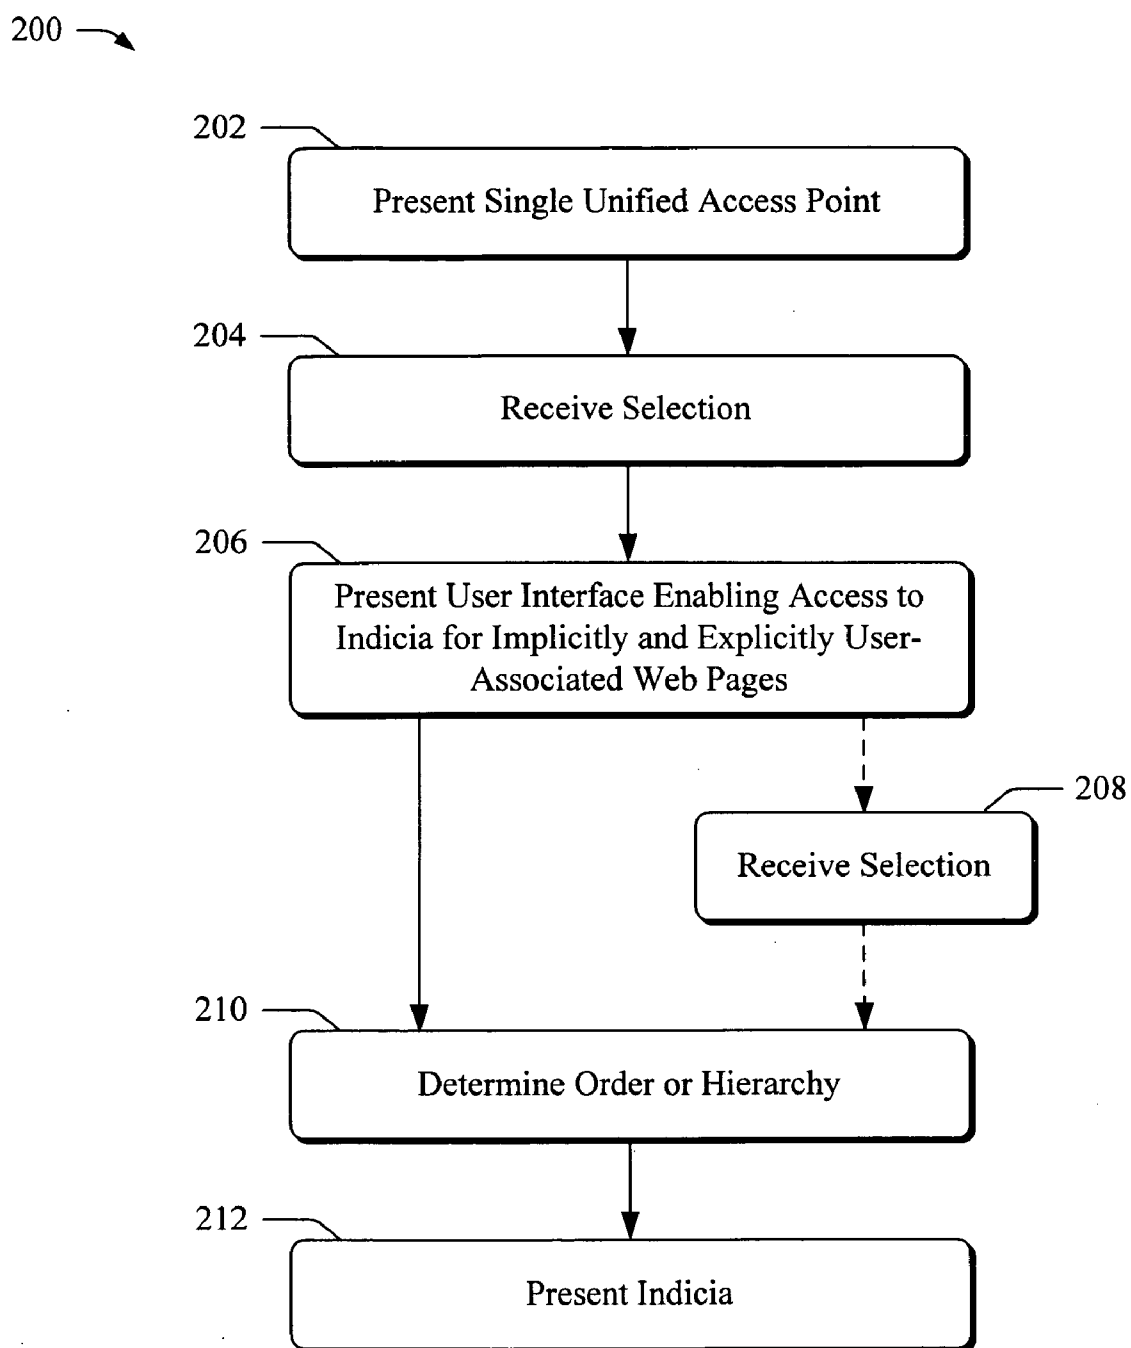 200
202
Present Single Unified Access Point
204
Receive Selection
206
Present User Interface Enabling Access to
Indicia for Implicitly and Explicitly User-
Associated Web Pages
208
Receive Selection
210
Determine Order or Hierarchy
212
Present Indicia